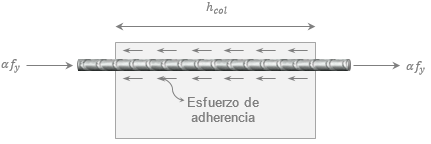 h_col
αf_y
αf_y
Esfuerzo de
adherencia